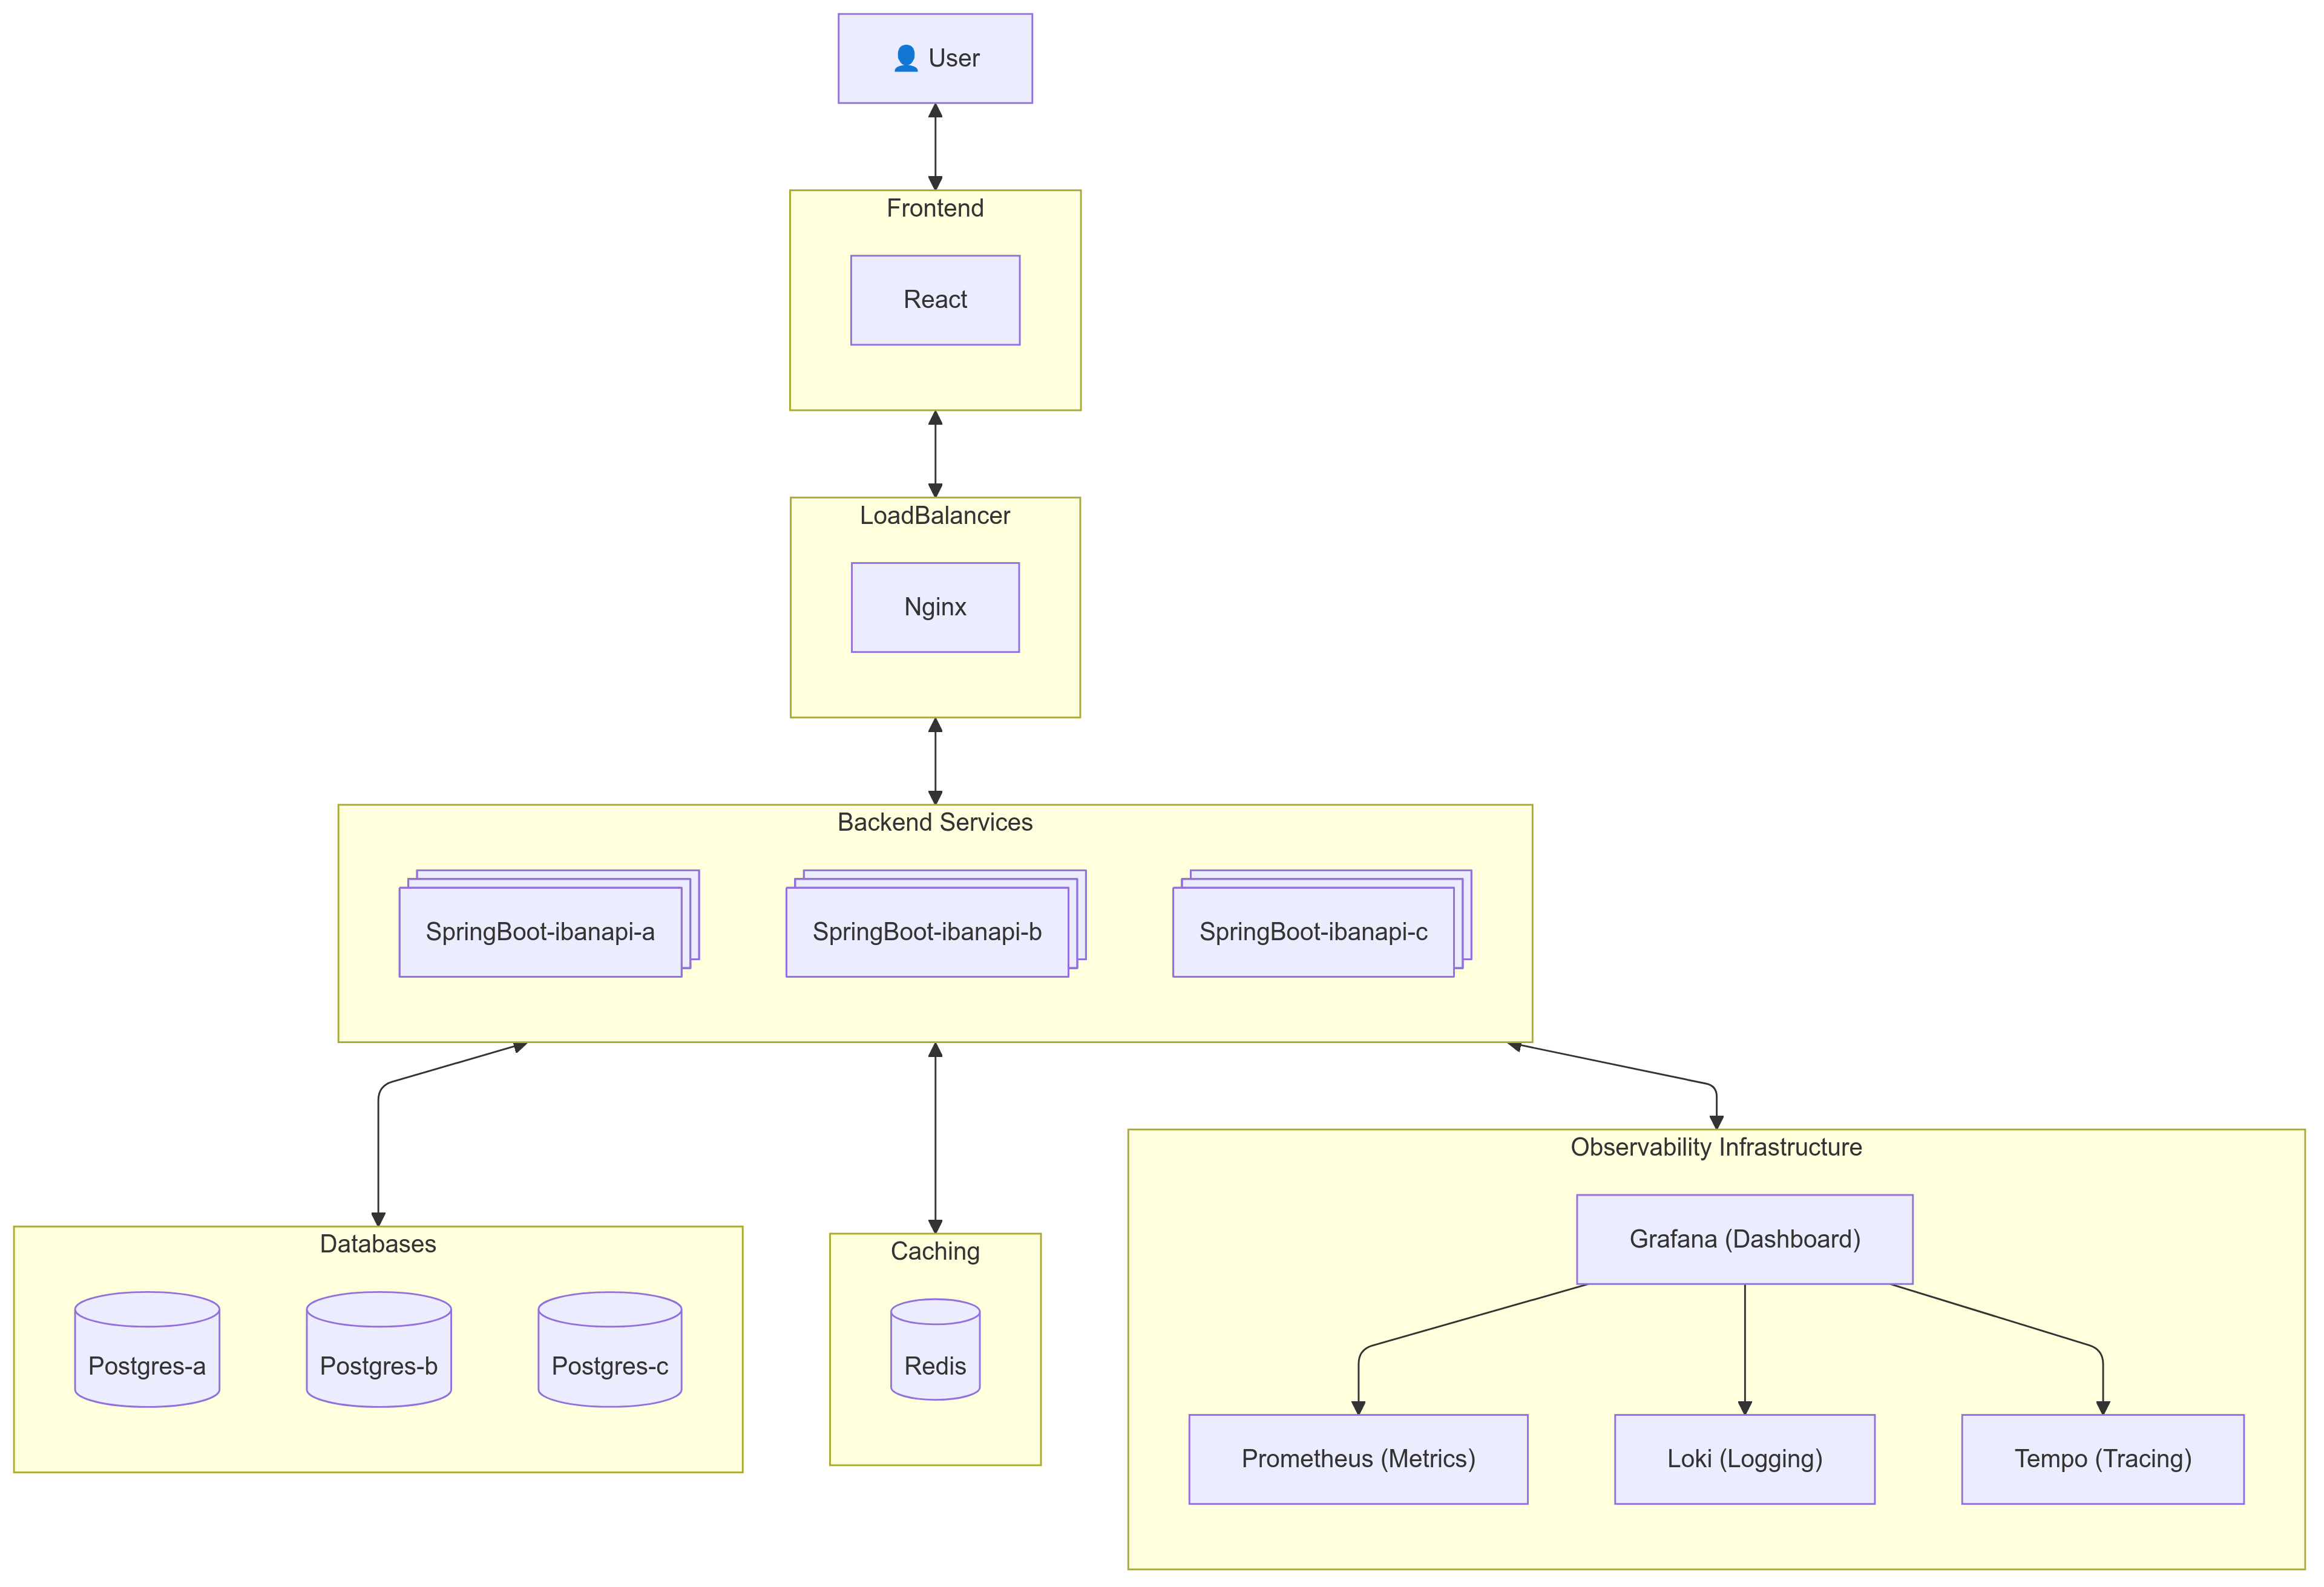 👤 User
Frontend
React
LoadBalancer
Nginx
Backend Services
SpringBoot-ibanapi-a
SpringBoot-ibanapi-b
SpringBoot-ibanapi-c
Databases
Postgres-a
Postgres-b
Postgres-c
Caching
Redis
Observability Infrastructure
Grafana (Dashboard)
Prometheus (Metrics)
Loki (Logging)
Tempo (Tracing)